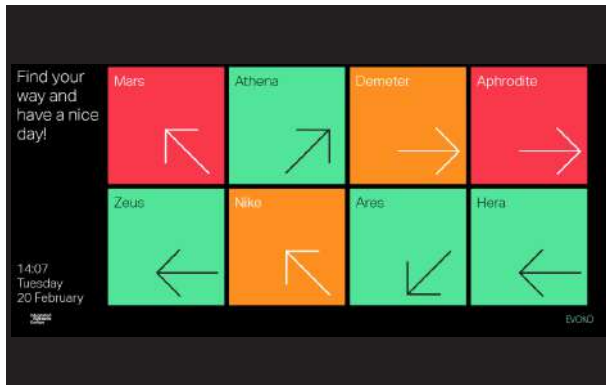 Find your
way and
have a nice
day!
Mars
Athena
Demeter
Aphrodite
Zeus
Nike
Ares
Hera
14:07
Tuesday
20 February
EVOKO